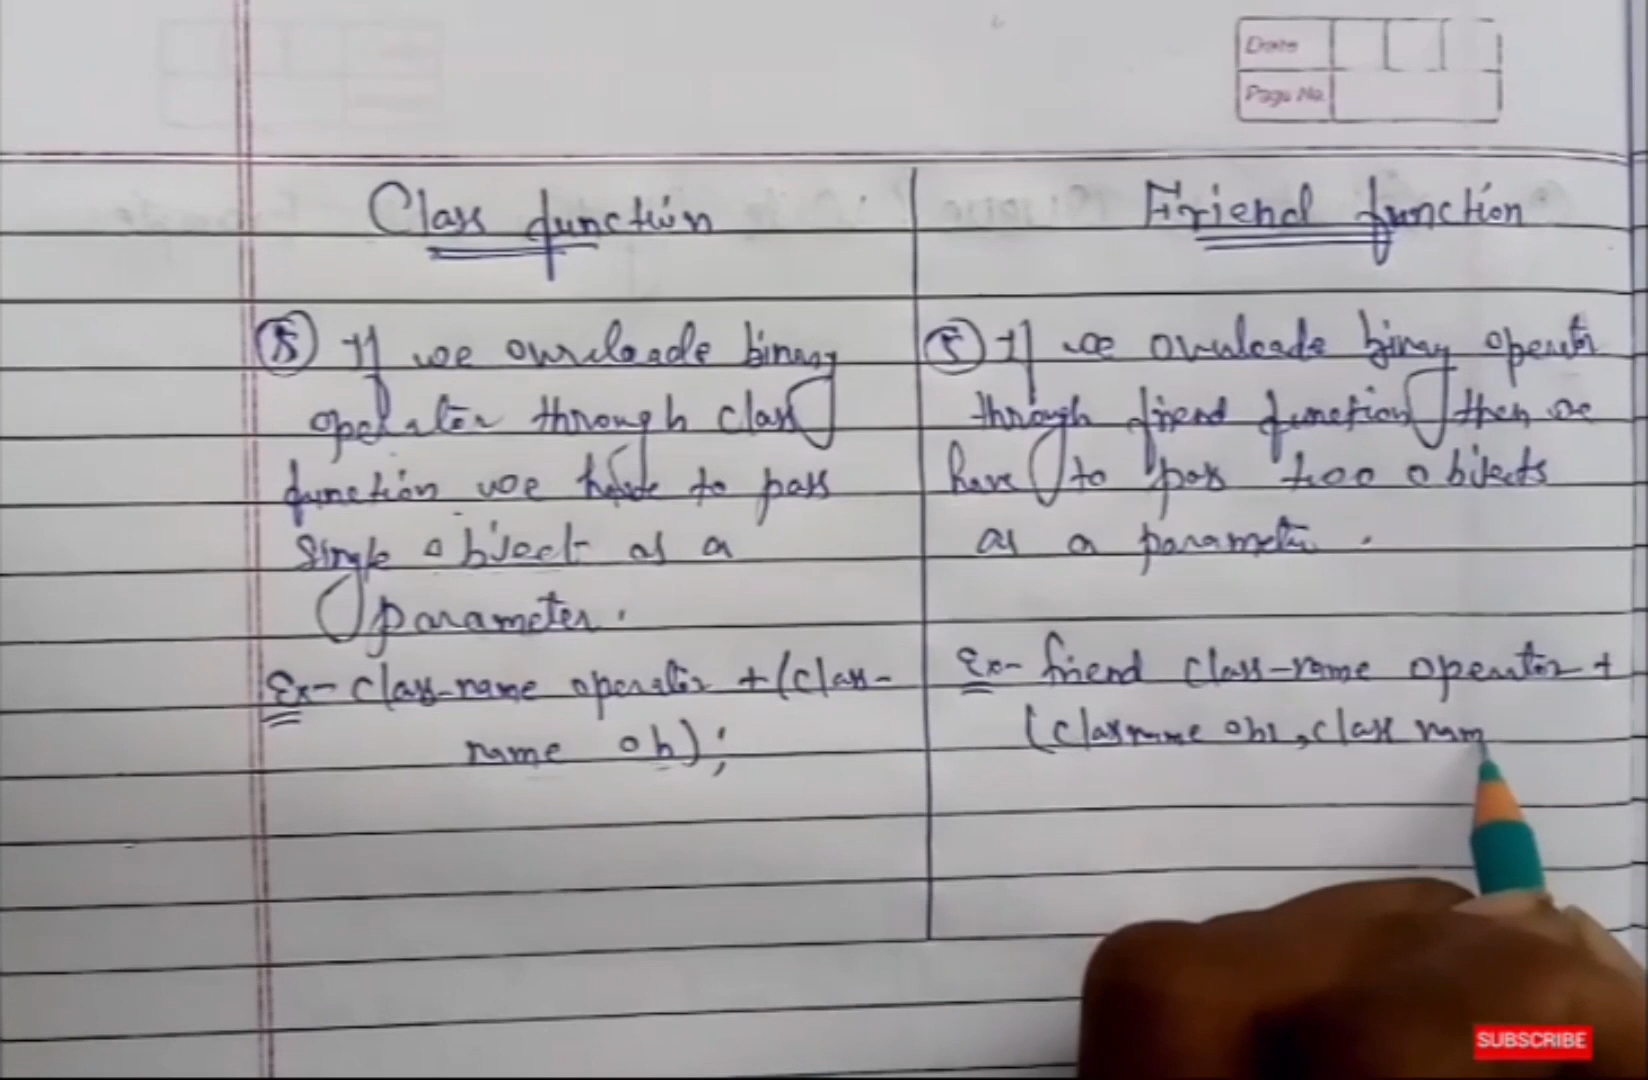 Date
Page No.
Class function
Friend function
⑤ If we overloade binary
operator through class
function we have to pass
single object as a
parameter.
Ex- class-name operator +(class-
name ob);
⑤ If we overloade binary operator
through friend function then we
have to pass two objects
as a parameter.
Ex- friend class-name operator +
(classname ob1, class nam
SUBSCRIBE